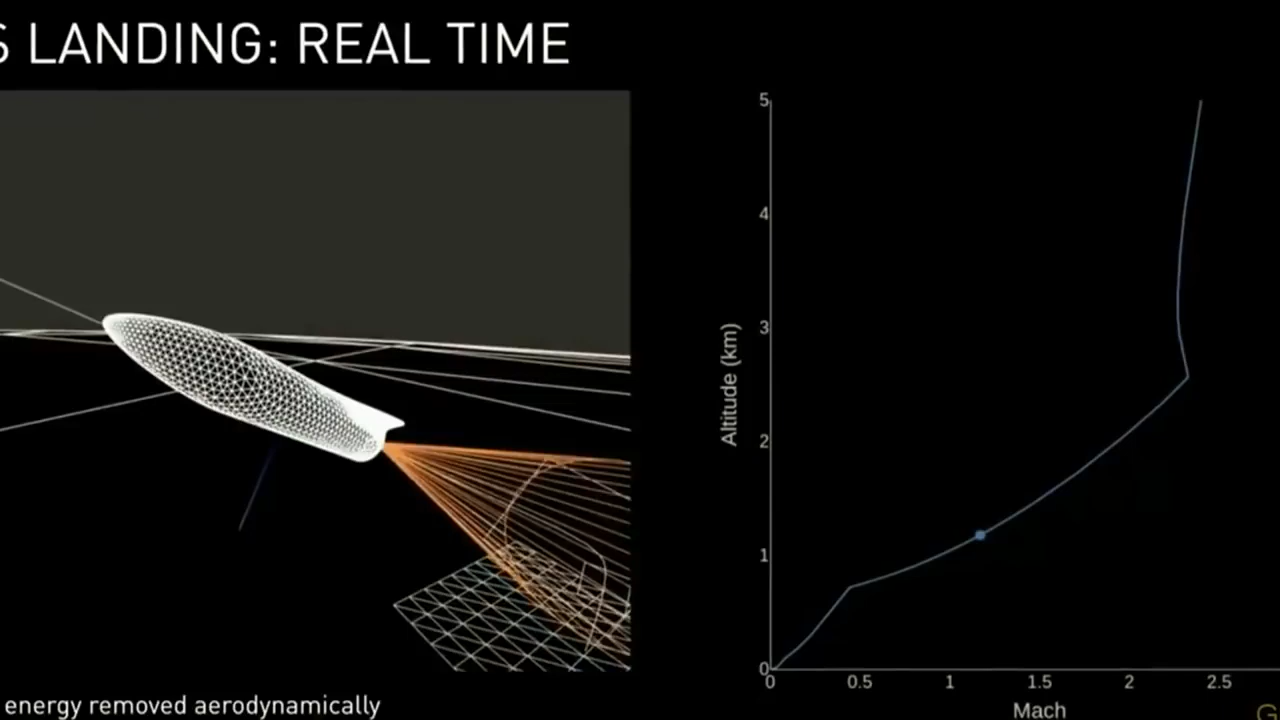 S LANDING: REAL TIME
5
4
3
2
1
0
Altitude (km)
0 0.5 1 1.5 2 2.5
Mach
energy removed aerodynamically
G